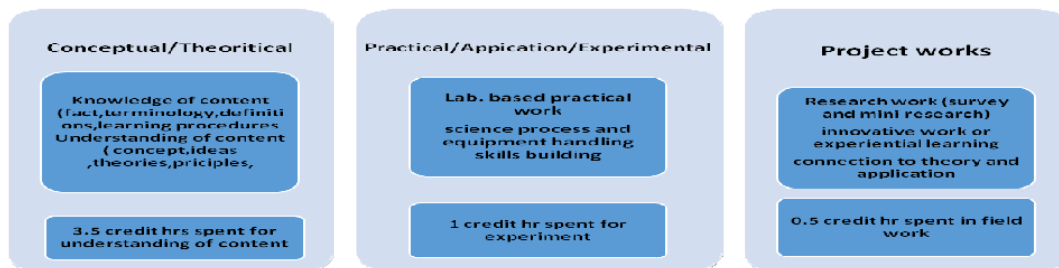 Conceptual/Theoritical
Knowledge of content
(fact,terminology,definiti
ons,learning procedures
Understanding of content
( concept,ideas
,theories,priciples,
3.5 credit hrs spent for
understanding of content
Practical/Appication/Experimental
Lab. based practical
work
science process and
equipment handling
skills building
1 credit hr spent for
experiment
Project works
Research work (survey
and mini research)
innovative work or
experiential learning
connection to theory and
application
0.5 credit hr spent in field
work